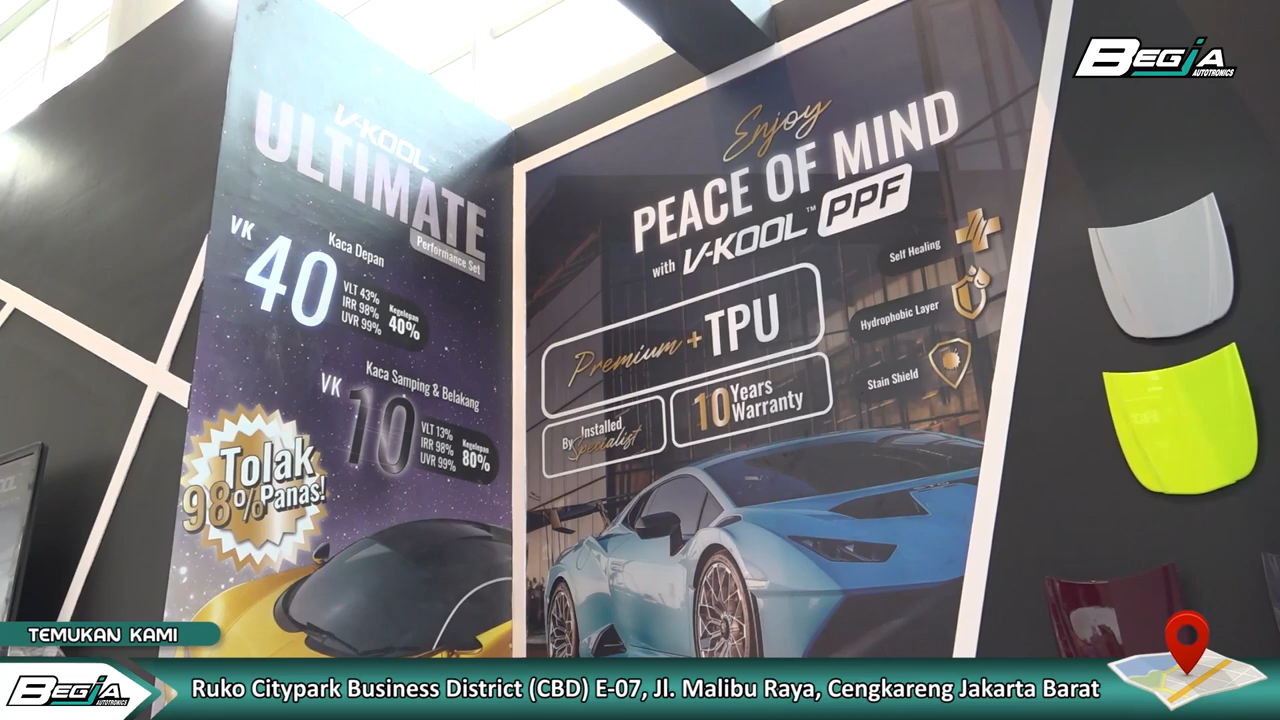 BEGJA
AUTOTRONICS
V-KOOL
ULTIMATE
Performance Set
VK 40
Kaca Depan
VLT 43%
IRR 98%
UVR 99%
Kegelapan
40%
VK 10
Kaca Samping & Belakang
VLT 13%
IRR 98%
UVR 99%
Kegelapan
80%
Tolak
98% Panas!
Enjoy
PEACE OF MIND
with V-KOOL™ PPF
Self Healing
Hydrophobic Layer
Stain Shield
Premium + TPU
Installed
By Specialist
10 Years
Warranty
TEMUKAN KAMI
BEGJA
AUTOTRONICS
Ruko Citypark Business District (CBD) E-07, Jl. Malibu Raya, Cengkareng Jakarta Barat